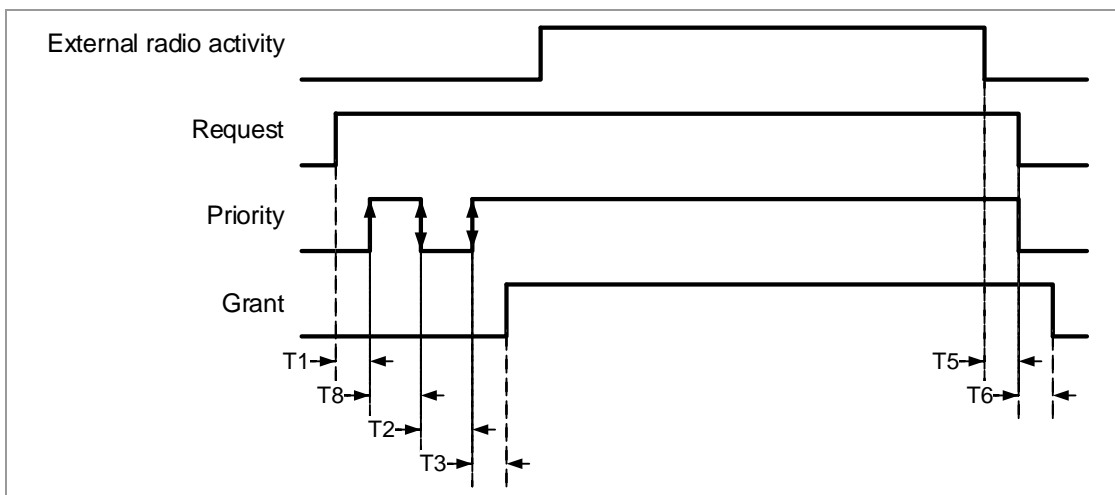 External radio activity
Request
Priority
Grant
T1
T5
T8
T6
T2
T3